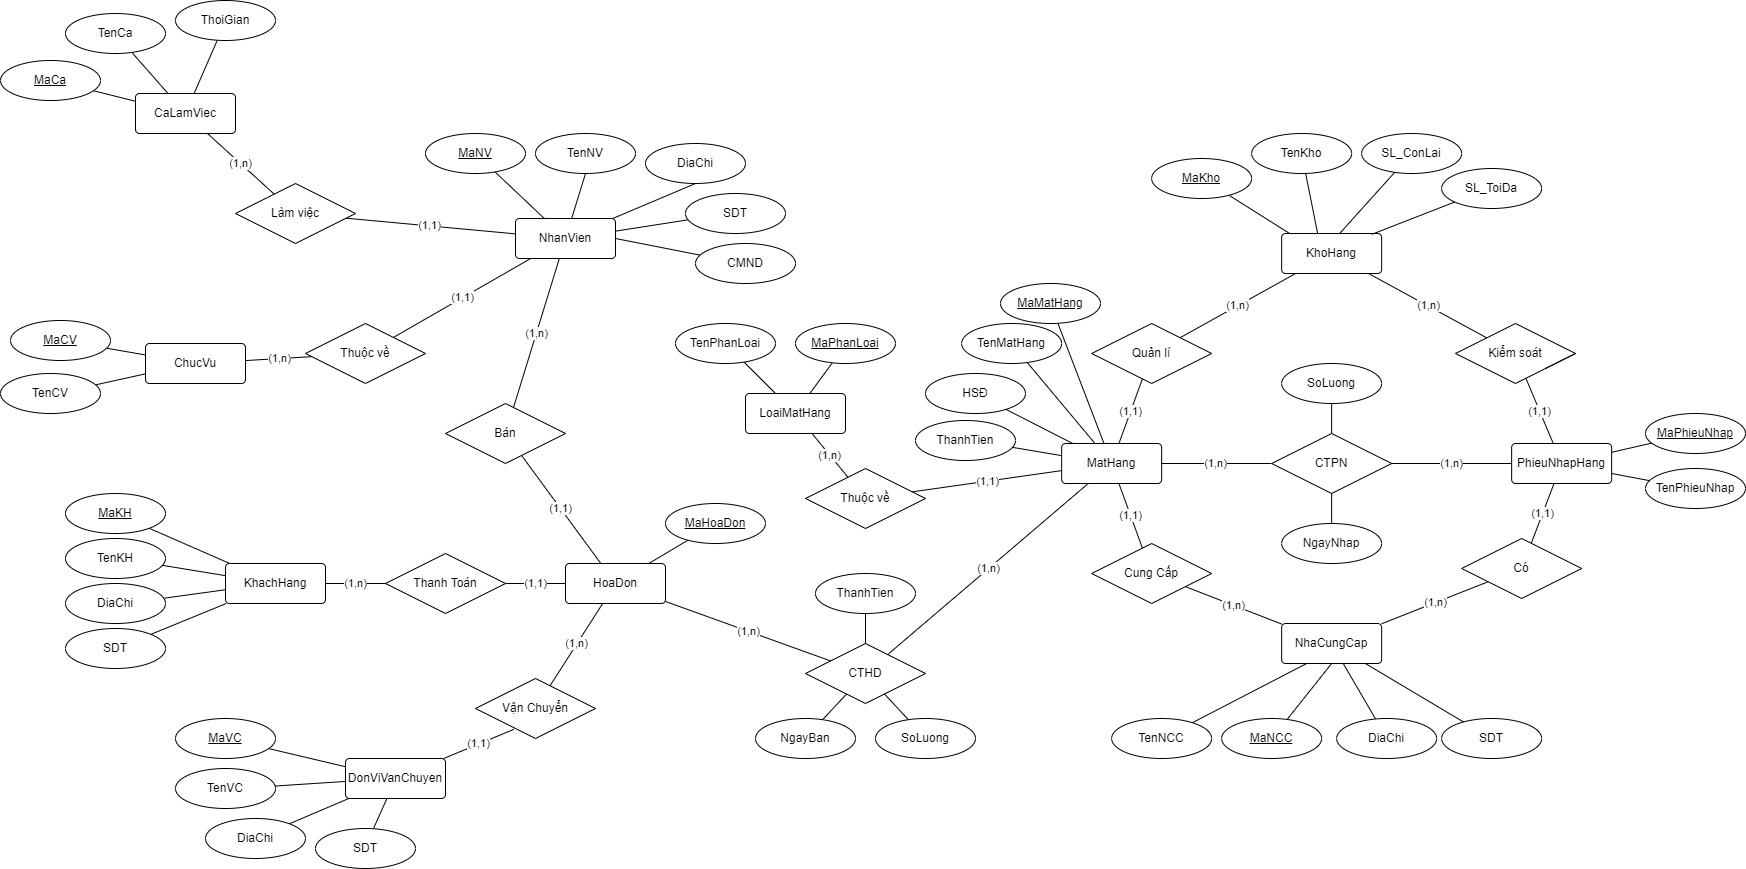 ThoiGian
TenCa
MaCa
CaLamViec
(1,n)
Làm việc
(1,1)
MaNV
TenNV
DiaChi
SDT
CMND
NhanVien
(1,1)
Thuộc về
(1,n)
MaCV
TenCV
ChucVu
(1,n)
Bán
(1,1)
MaKho
TenKho
SL_ConLai
SL_ToiDa
KhoHang
(1,n)
Quản lí
(1,1)
(1,n)
Kiểm soát
(1,1)
TenPhanLoai
MaPhanLoai
LoaiMatHang
(1,n)
Thuộc về
(1,1)
MaMatHang
TenMatHang
HSĐ
ThanhTien
MatHang
(1,n)
SoLuong
CTPN
NgayNhap
(1,n)
PhieuNhapHang
MaPhieuNhap
TenPhieuNhap
(1,1)
Cung Cấp
(1,n)
(1,1)
Có
(1,n)
NhaCungCap
TenNCC
MaNCC
DiaChi
SDT
MaKH
TenKH
DiaChi
SDT
KhachHang
(1,n)
Thanh Toán
(1,1)
HoaDon
MaHoaDon
(1,n)
(1,n)
ThanhTien
CTHD
NgayBan
SoLuong
(1,n)
Vận Chuyển
(1,1)
MaVC
TenVC
DiaChi
SDT
DonViVanChuyen